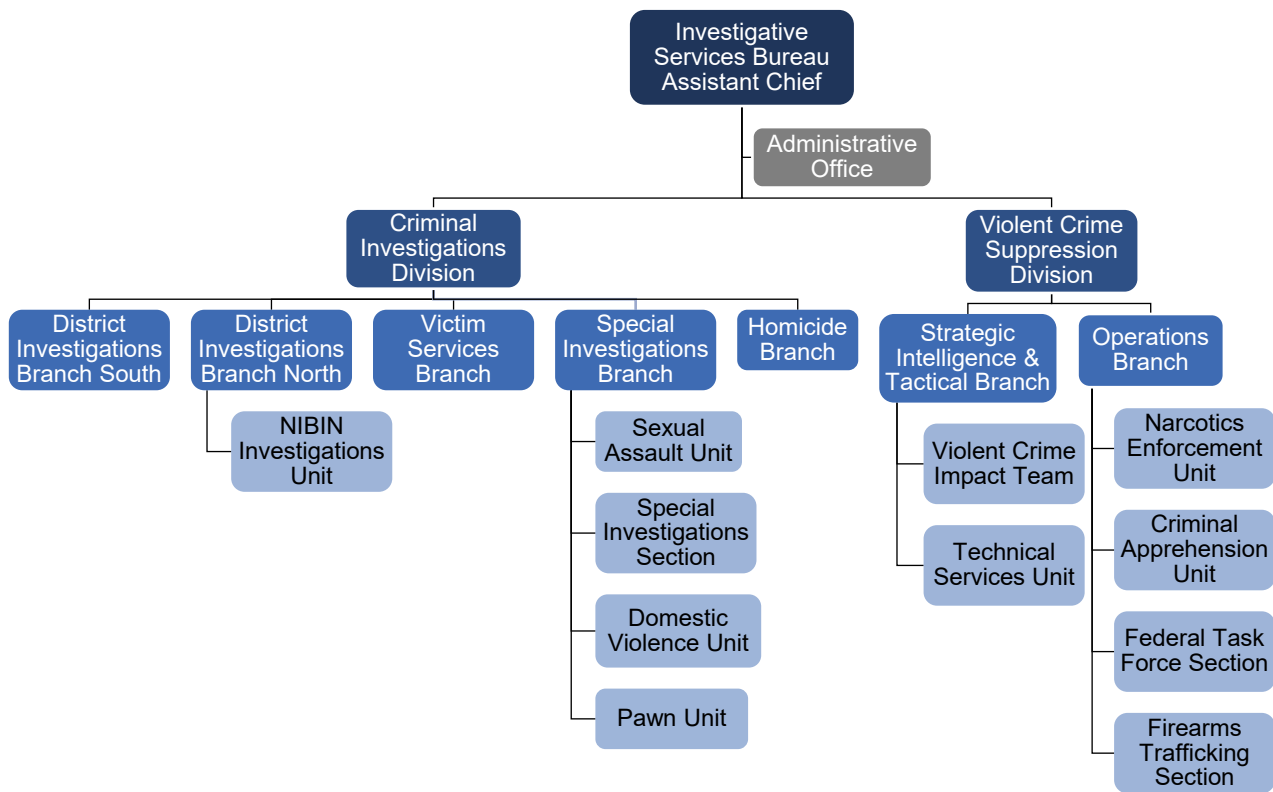 Investigative
Services Bureau
Assistant Chief
Administrative
Office
Criminal
Investigations
Division
Violent Crime
Suppression
Division
District
Investigations
Branch South
District
Investigations
Branch North
Victim
Services
Branch
Special
Investigations
Branch
Homicide
Branch
Strategic
Intelligence &
Tactical Branch
Operations
Branch
NIBIN
Investigations
Unit
Sexual
Assault Unit
Special
Investigations
Section
Domestic
Violence Unit
Pawn Unit
Violent Crime
Impact Team
Technical
Services Unit
Narcotics
Enforcement
Unit
Criminal
Apprehension
Unit
Federal Task
Force Section
Firearms
Trafficking
Section